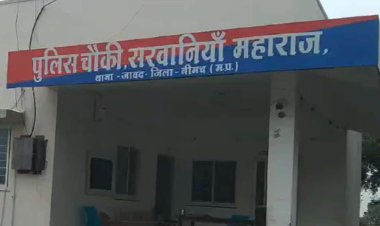 पुलिस चौकी, सरवानियाँ महाराज,
थाना - जावद - जिला - नीमच (म.प्र.)